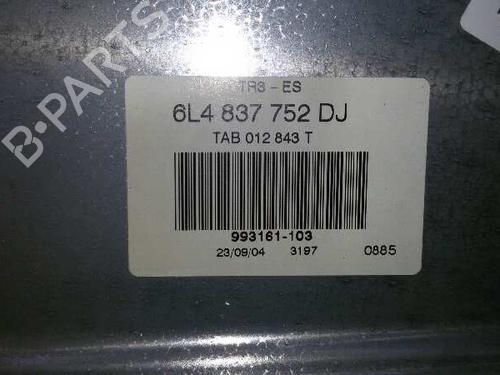 B-PARTS
TR3 - ES
6L4 837 752 DJ
TAB 012 843 T
993161-103
23/09/04 3197 0885